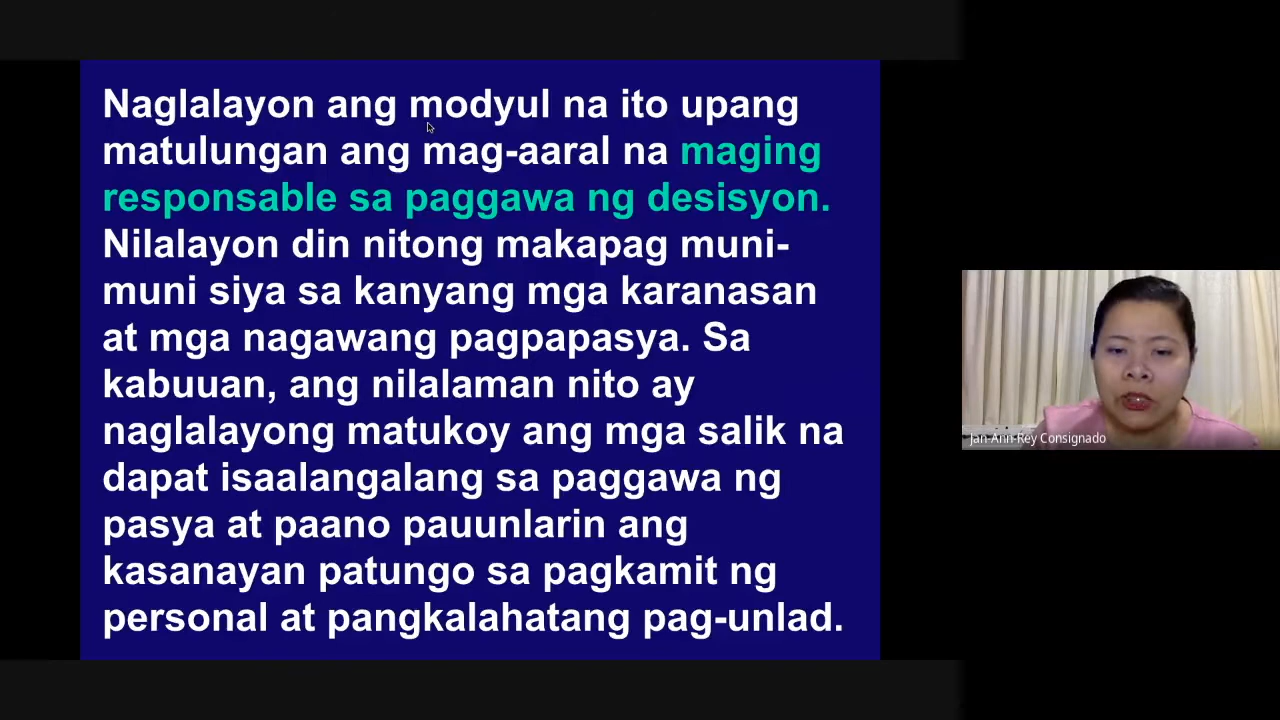 Naglalayon ang modyul na ito upang
matulungan ang mag-aaral na maging
responsable sa paggawa ng desisyon.
Nilalayon din nitong makapag muni-
muni siya sa kanyang mga karanasan
at mga nagawang pagpapasya. Sa
kabuuan, ang nilalaman nito ay
naglalayong matukoy ang mga salik na
dapat isaalangalang sa paggawa ng
pasya at paano pauunlarin ang
kasanayan patungo sa pagkamit ng
personal at pangkalahatang pag-unlad.
Jan Ann-Rey Consignado